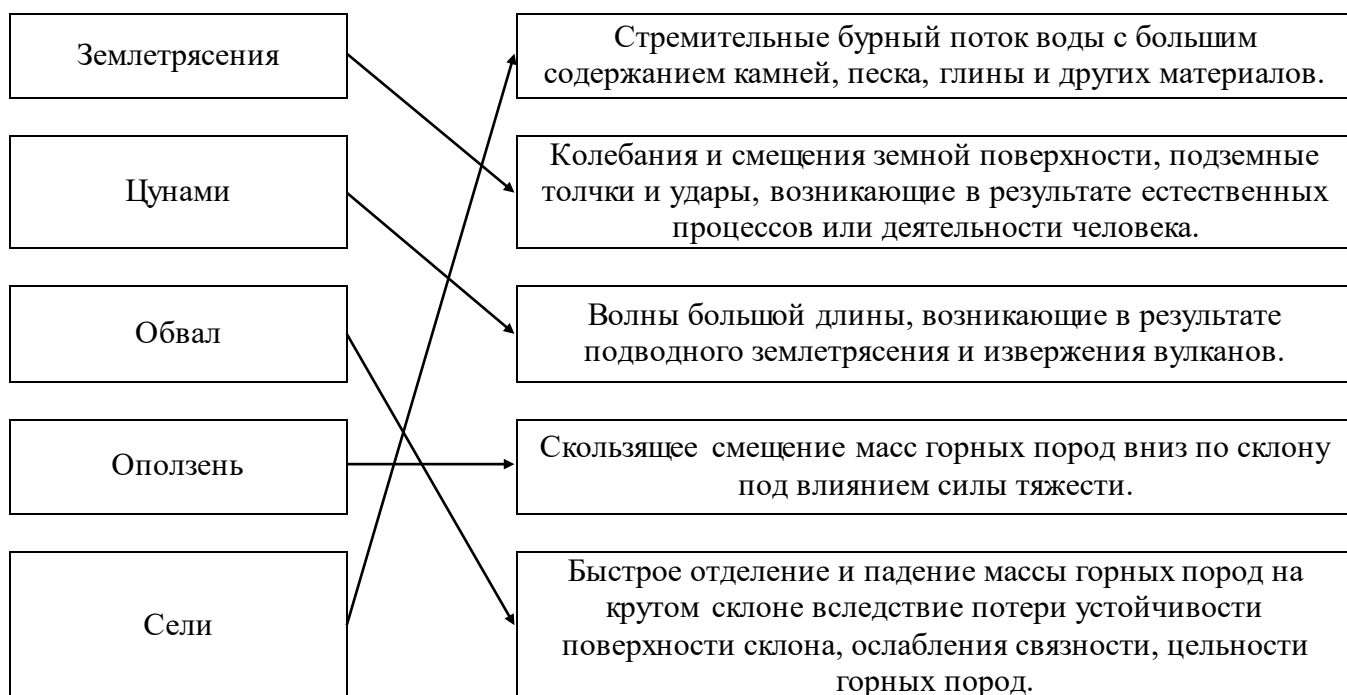 Землетрясения
Стремительные бурный поток воды с большим
содержанием камней, песка, глины и других материалов.
Цунами
Колебания и смещения земной поверхности, подземные
толчки и удары, возникающие в результате естественных
процессов или деятельности человека.
Обвал
Волны большой длины, возникающие в результате
подводного землетрясения и извержения вулканов.
Оползень
Скользящее смещение масс горных пород вниз по склону
под влиянием силы тяжести.
Сели
Быстрое отделение и падение массы горных пород на
крутом склоне вследствие потери устойчивости
поверхности склона, ослабления связности, цельности
горных пород.